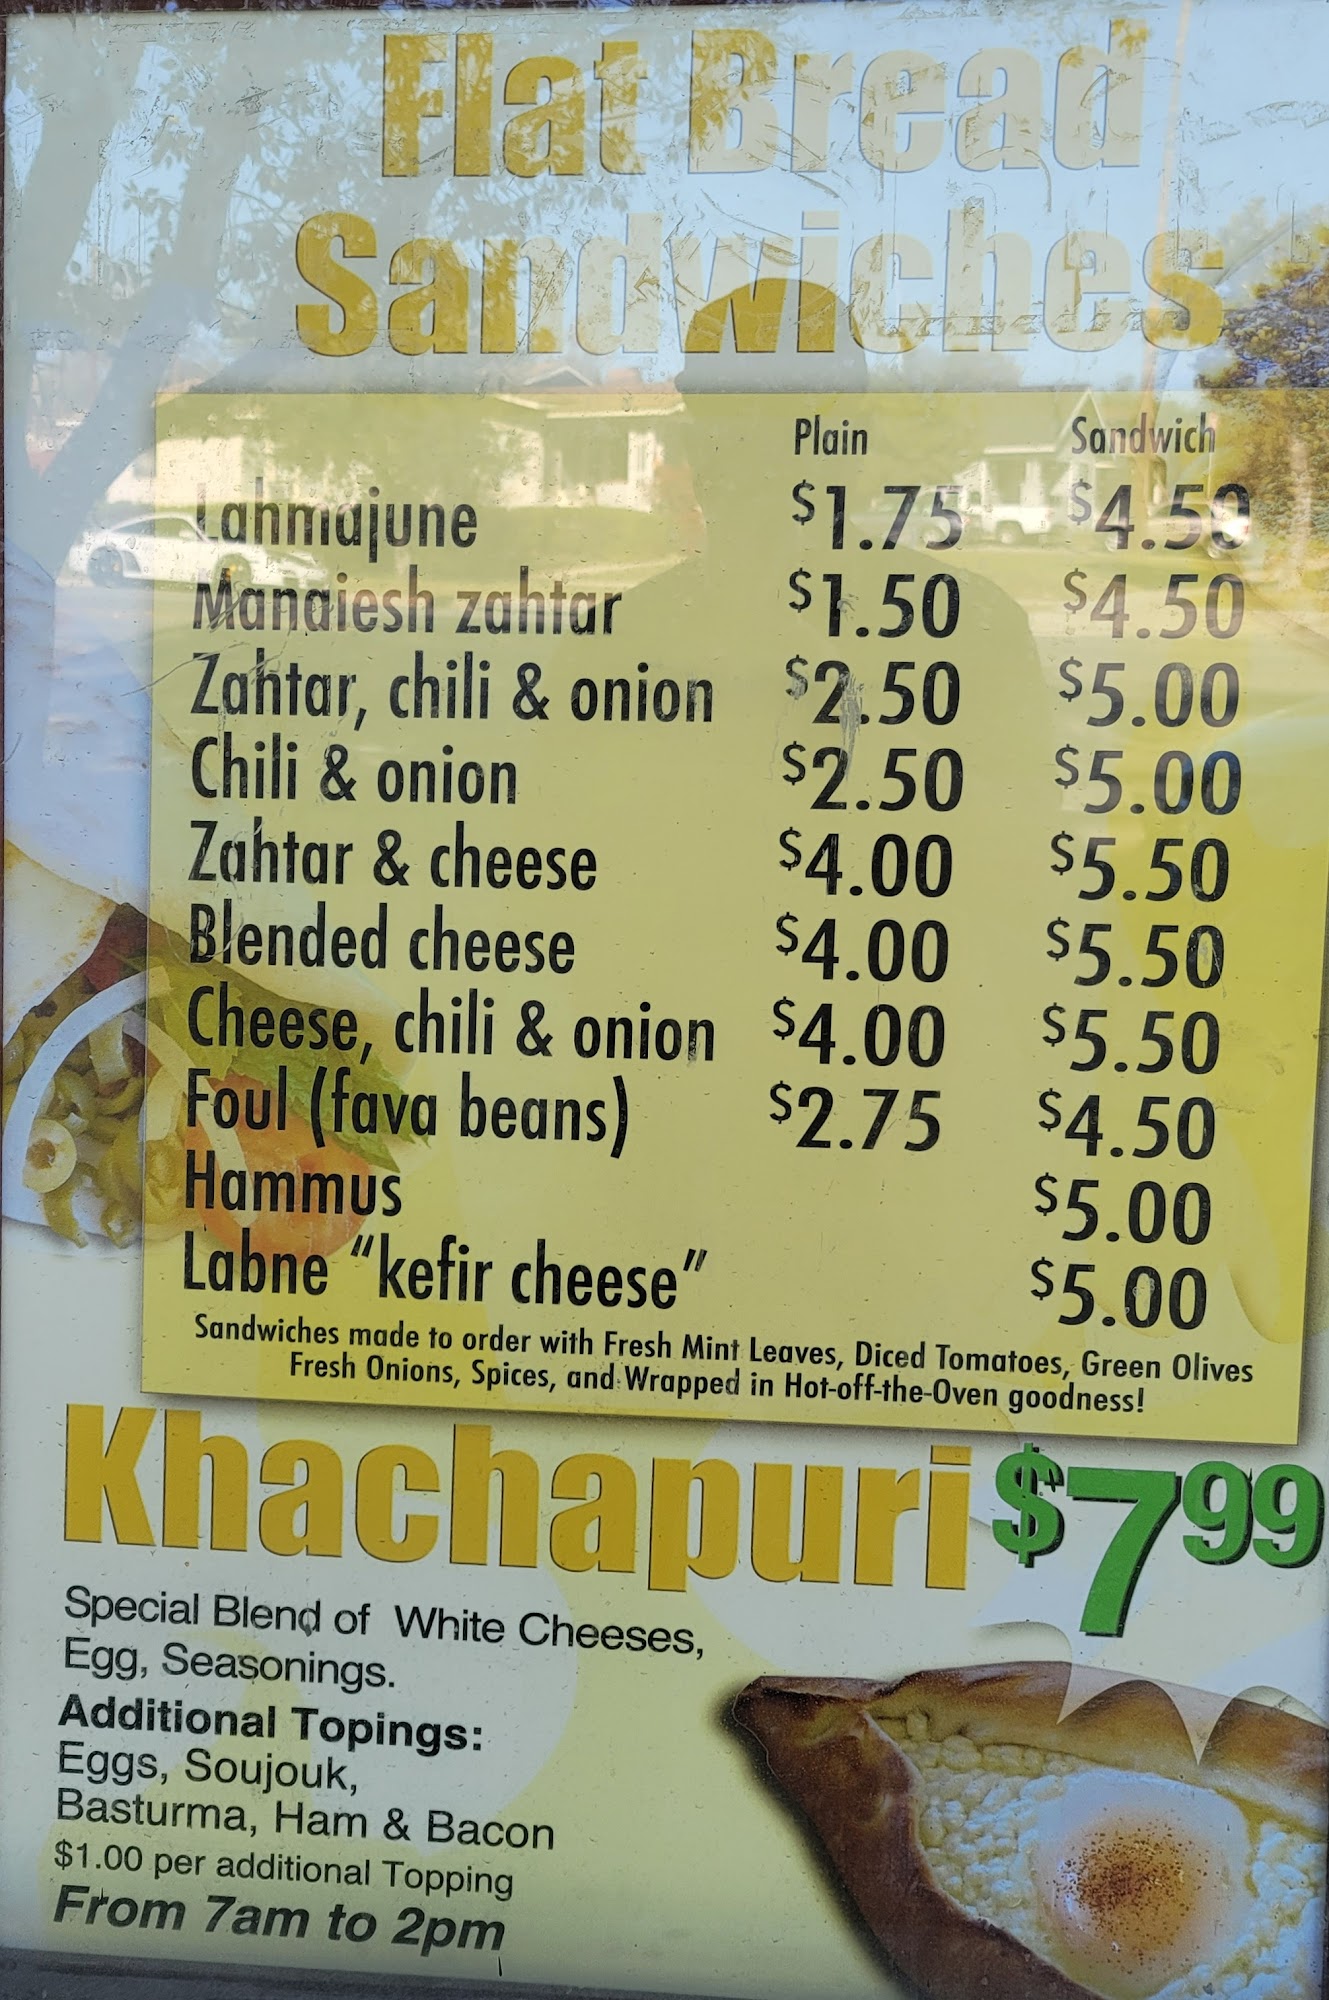 Flat Bread
Sandwiches
Plain Sandwich
Lahmajune $1.75 $4.50
Manaiesh zahtar $1.50 $4.50
Zahtar, chili & onion $2.50 $5.00
Chili & onion $2.50 $5.00
Zahtar & cheese $4.00 $5.50
Blended cheese $4.00 $5.50
Cheese, chili & onion $4.00 $5.50
Foul (fava beans) $2.75 $4.50
Hammus $5.00
Labne “kefir cheese” $5.00
Sandwiches made to order with Fresh Mint Leaves, Diced Tomatoes, Green Olives
Fresh Onions, Spices, and Wrapped in Hot-off-the-Oven goodness!
Khachapuri $7.99
Special Blend of White Cheeses,
Egg, Seasonings.
Additional Topings:
Eggs, Soujouk,
Basturma, Ham & Bacon
$1.00 per additional Topping
From 7am to 2pm